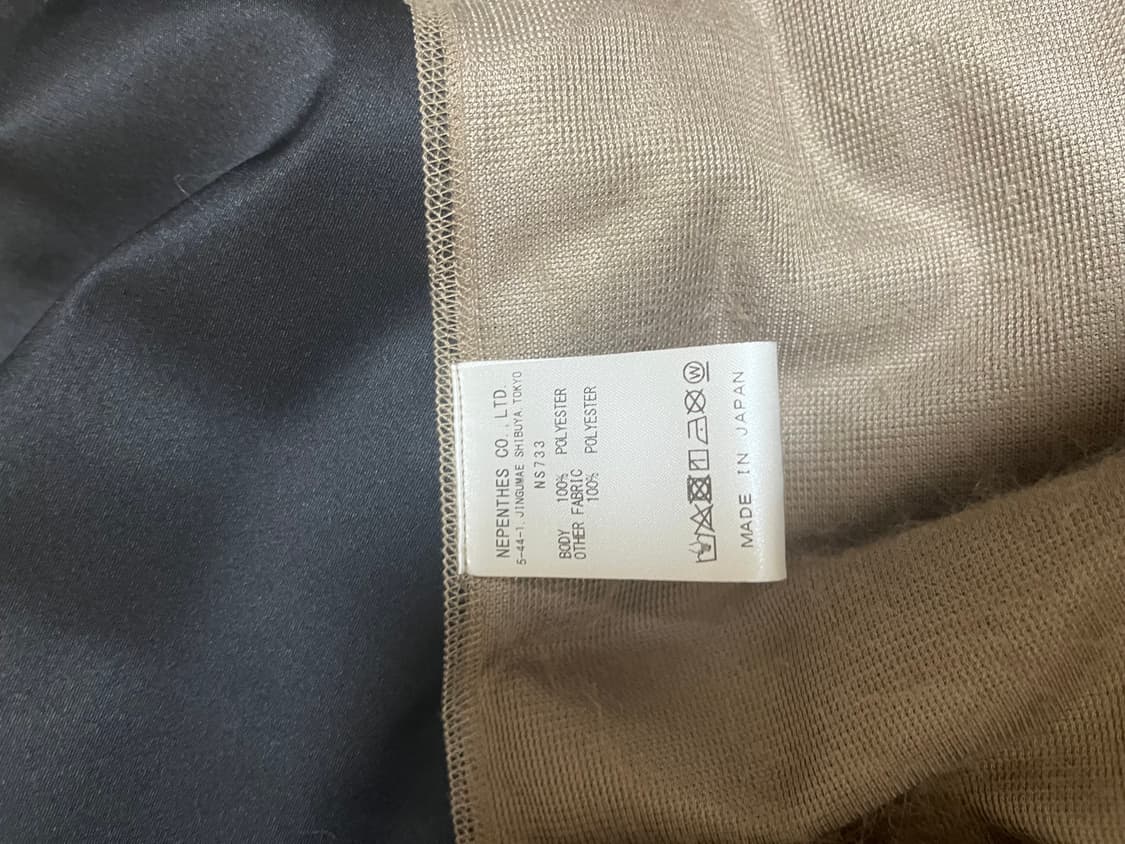 NEPENTHES CO.,LTD.
5-44-1, JINGUMAE SHIBUYA, TOKYO
NS733
BODY 100% POLYESTER
OTHER FABRIC
100% POLYESTER
W
MADE IN JAPAN